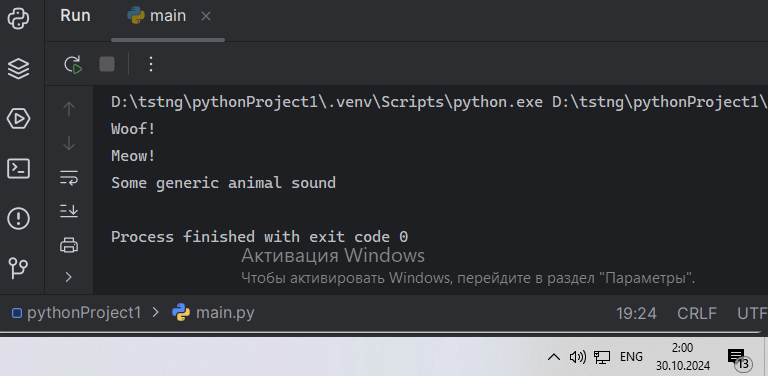 Run main
D:\tstng\pythonProject1\.venv\Scripts\python.exe D:\tstng\pythonProject1\
Woof!
Meow!
Some generic animal sound
Process finished with exit code 0
Активация Windows
Чтобы активировать Windows, перейдите в раздел "Параметры".
pythonProject1 > main.py 19:24 CRLF UTF
ENG 2:00
30.10.2024 13